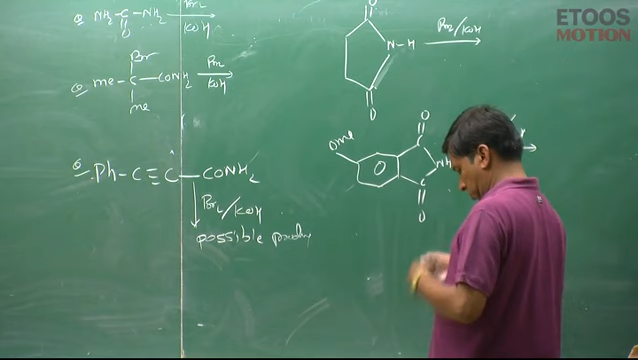 Q NH₂-C-NH₂ Br₂/KOH
O
Br
Q Me-C-CONH₂ Br₂/KOH
Me
Q Ph-C≡C-CONH₂
Br₂/KOH
possible
O
N-H Br₂/KOH
O
O
OMe
C
NH
C
O
ETOOS
MOTION